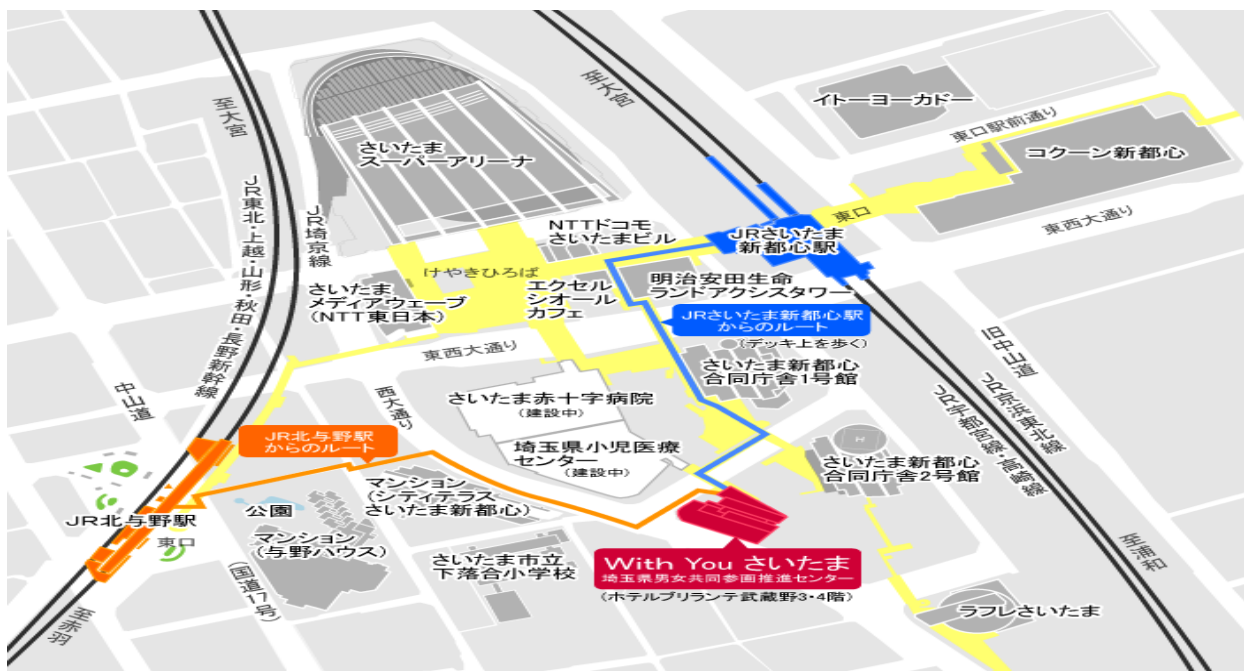 至大宮
至大宮
イトーヨーカドー
東口駅前通り
コクーン新都心
さいたま
スーパーアリーナ
JR東北・上越・山形・秋田・長野新幹線
JR埼京線
NTTドコモ
さいたまビル
JRさいたま
新都心駅
東口
東西大通り
けやきひろば
さいたま
メディアウェーブ
(NTT東日本)
エクセル
シオール
カフェ
明治安田生命
ランドアクシスタワー
JRさいたま新都心駅
からのルート
(デッキ上を歩く)
旧中山道
東西大通り
中山道
西大通り
さいたま新都心
合同庁舎1号館
JR京浜東北線
JR宇都宮線・高崎線
さいたま赤十字病院
(建設中)
JR北与野駅
からのルート
埼玉県小児医療
センター
(建設中)
H
さいたま新都心
合同庁舎2号館
マンション
(シティテラス
さいたま新都心)
公園
JR北与野駅
東口
マンション
(与野ハウス)
(国道17号)
さいたま市立
下落合小学校
With You さいたま
埼玉県男女共同参画推進センター
(ホテルブリランテ武蔵野3・4階)
至浦和
ラフレさいたま
至赤羽